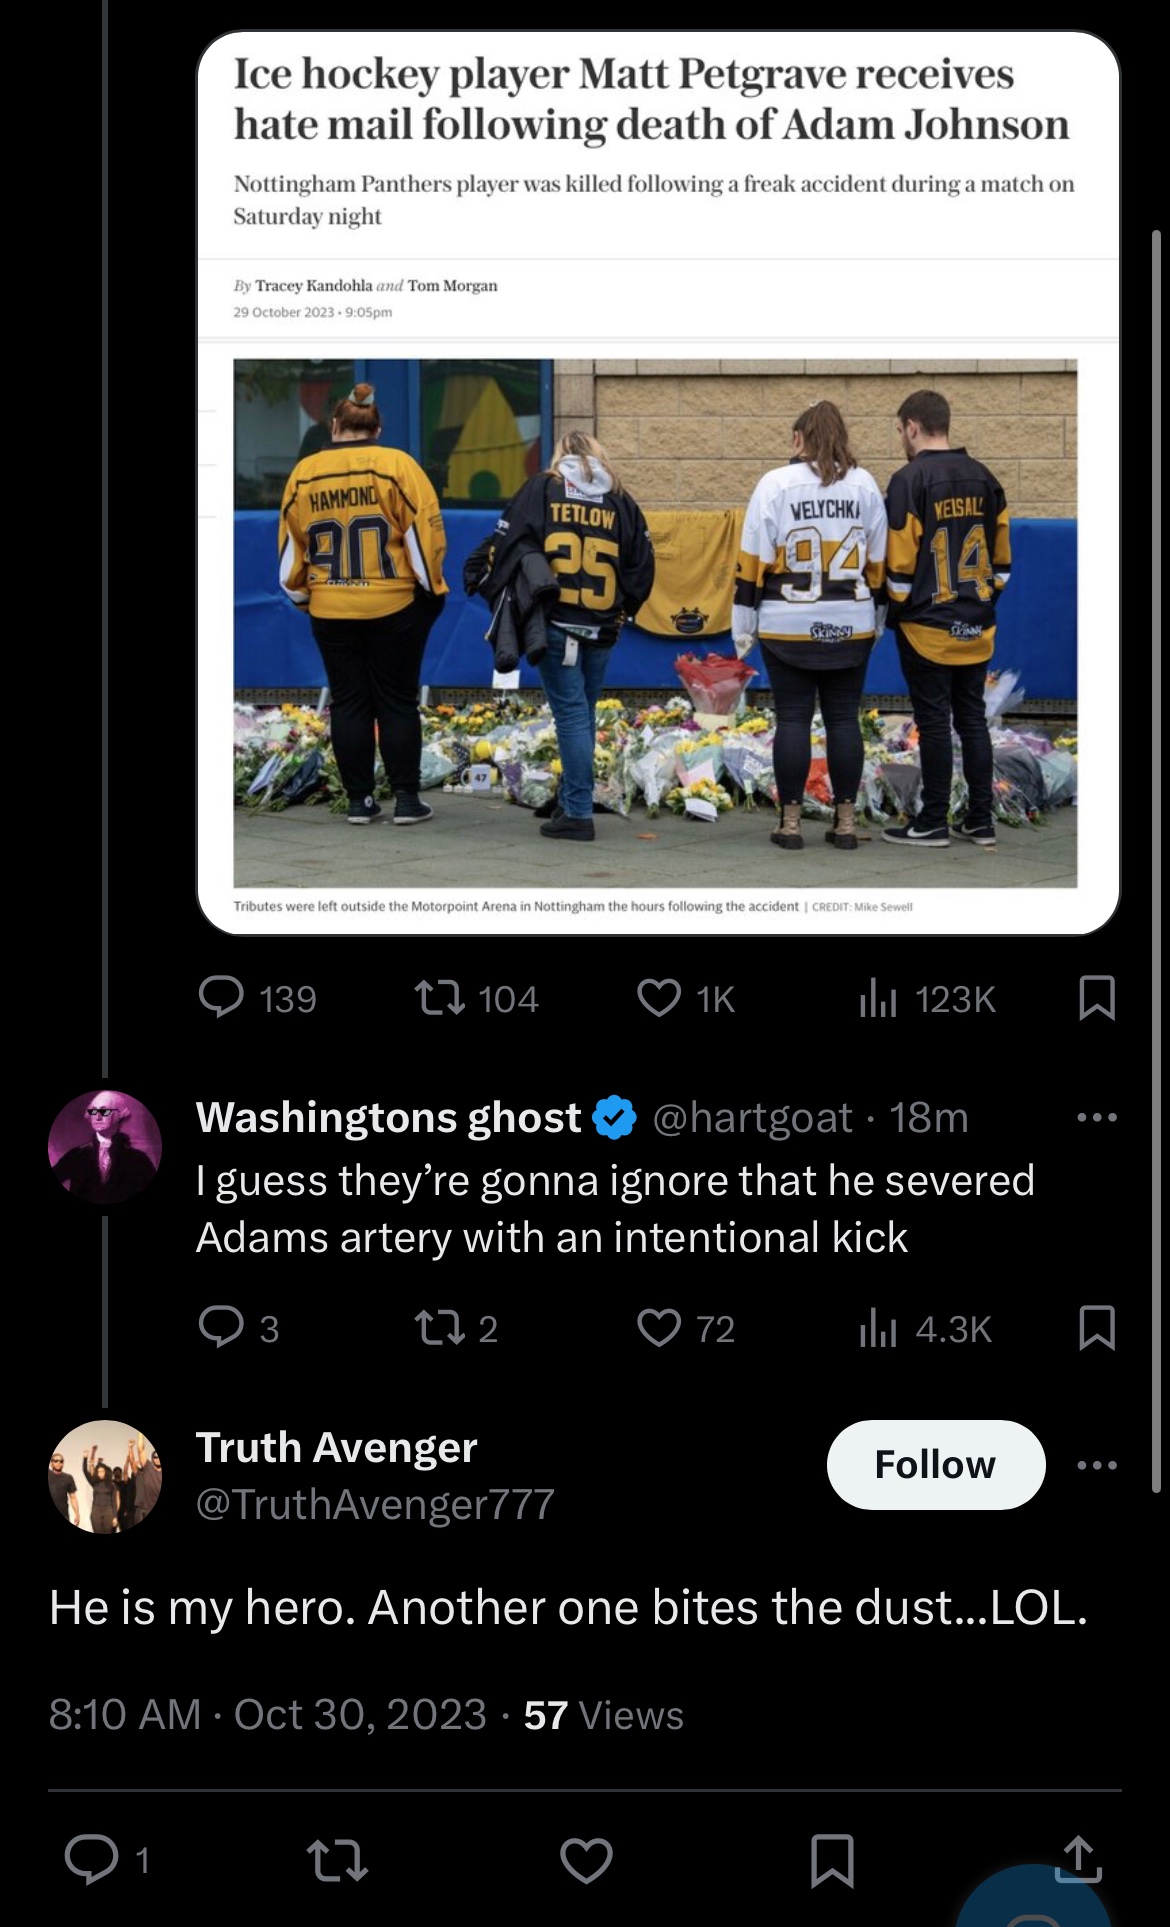 Ice hockey player Matt Petgrave receives
hate mail following death of Adam Johnson
Nottingham Panthers player was killed following a freak accident during a match on
Saturday night
By Tracey Kandohla and Tom Morgan
29 October 2023 • 9:05pm
HAMMOND
90
TETLOW
25
WELYCHK
94
SKINNY
KELSALL
14
SKINNY
47
Tributes were left outside the Motorpoint Arena in Nottingham the hours following the accident | CREDIT: Mike Sewell
139 104 1K 123K
Washingtons ghost @hartgoat · 18m
I guess they’re gonna ignore that he severed
Adams artery with an intentional kick
3 2 72 4.3K
Truth Avenger
@TruthAvenger777
Follow
He is my hero. Another one bites the dust...LOL.
8:10 AM · Oct 30, 2023 · 57 Views
1